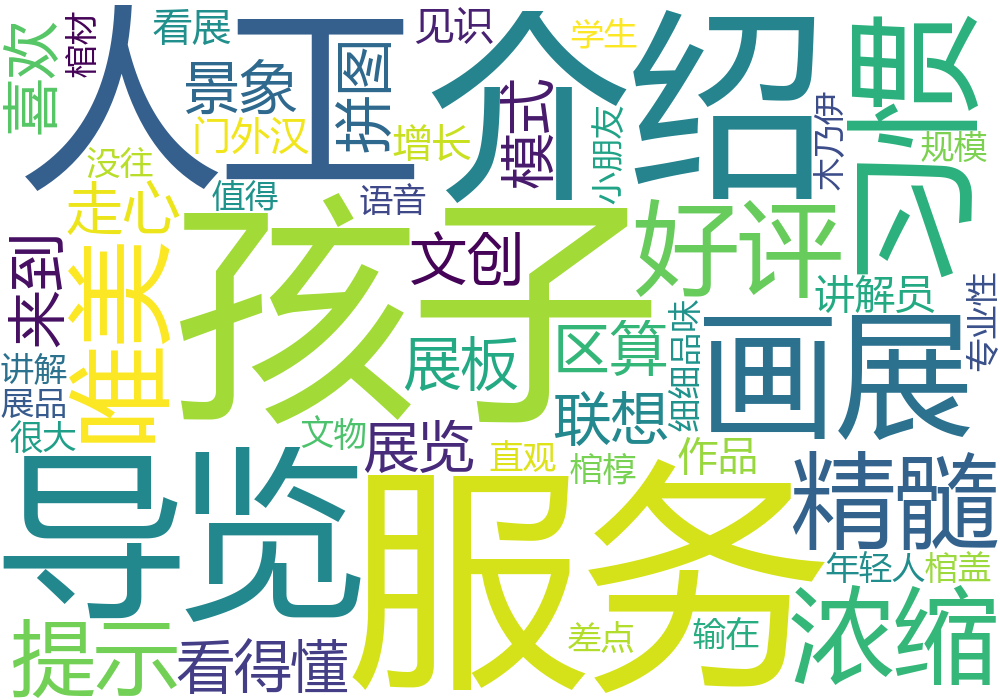 人工
介绍
习惯
喜欢
棺材
看展
见识
学生
景象
拼图
模式
门外汉
增长
小朋友
木乃伊
规模
没往
值得
语音
走心
孩子
好评
来到
唯美
文创
讲解员
专业性
讲解
展品
展板
区算
细细品味
画展
很大
文物
展览
联想
直观
棺椁
作品
精髓
导览
服务
年轻人
棺盖
提示
看得懂
差点
输在
浓缩